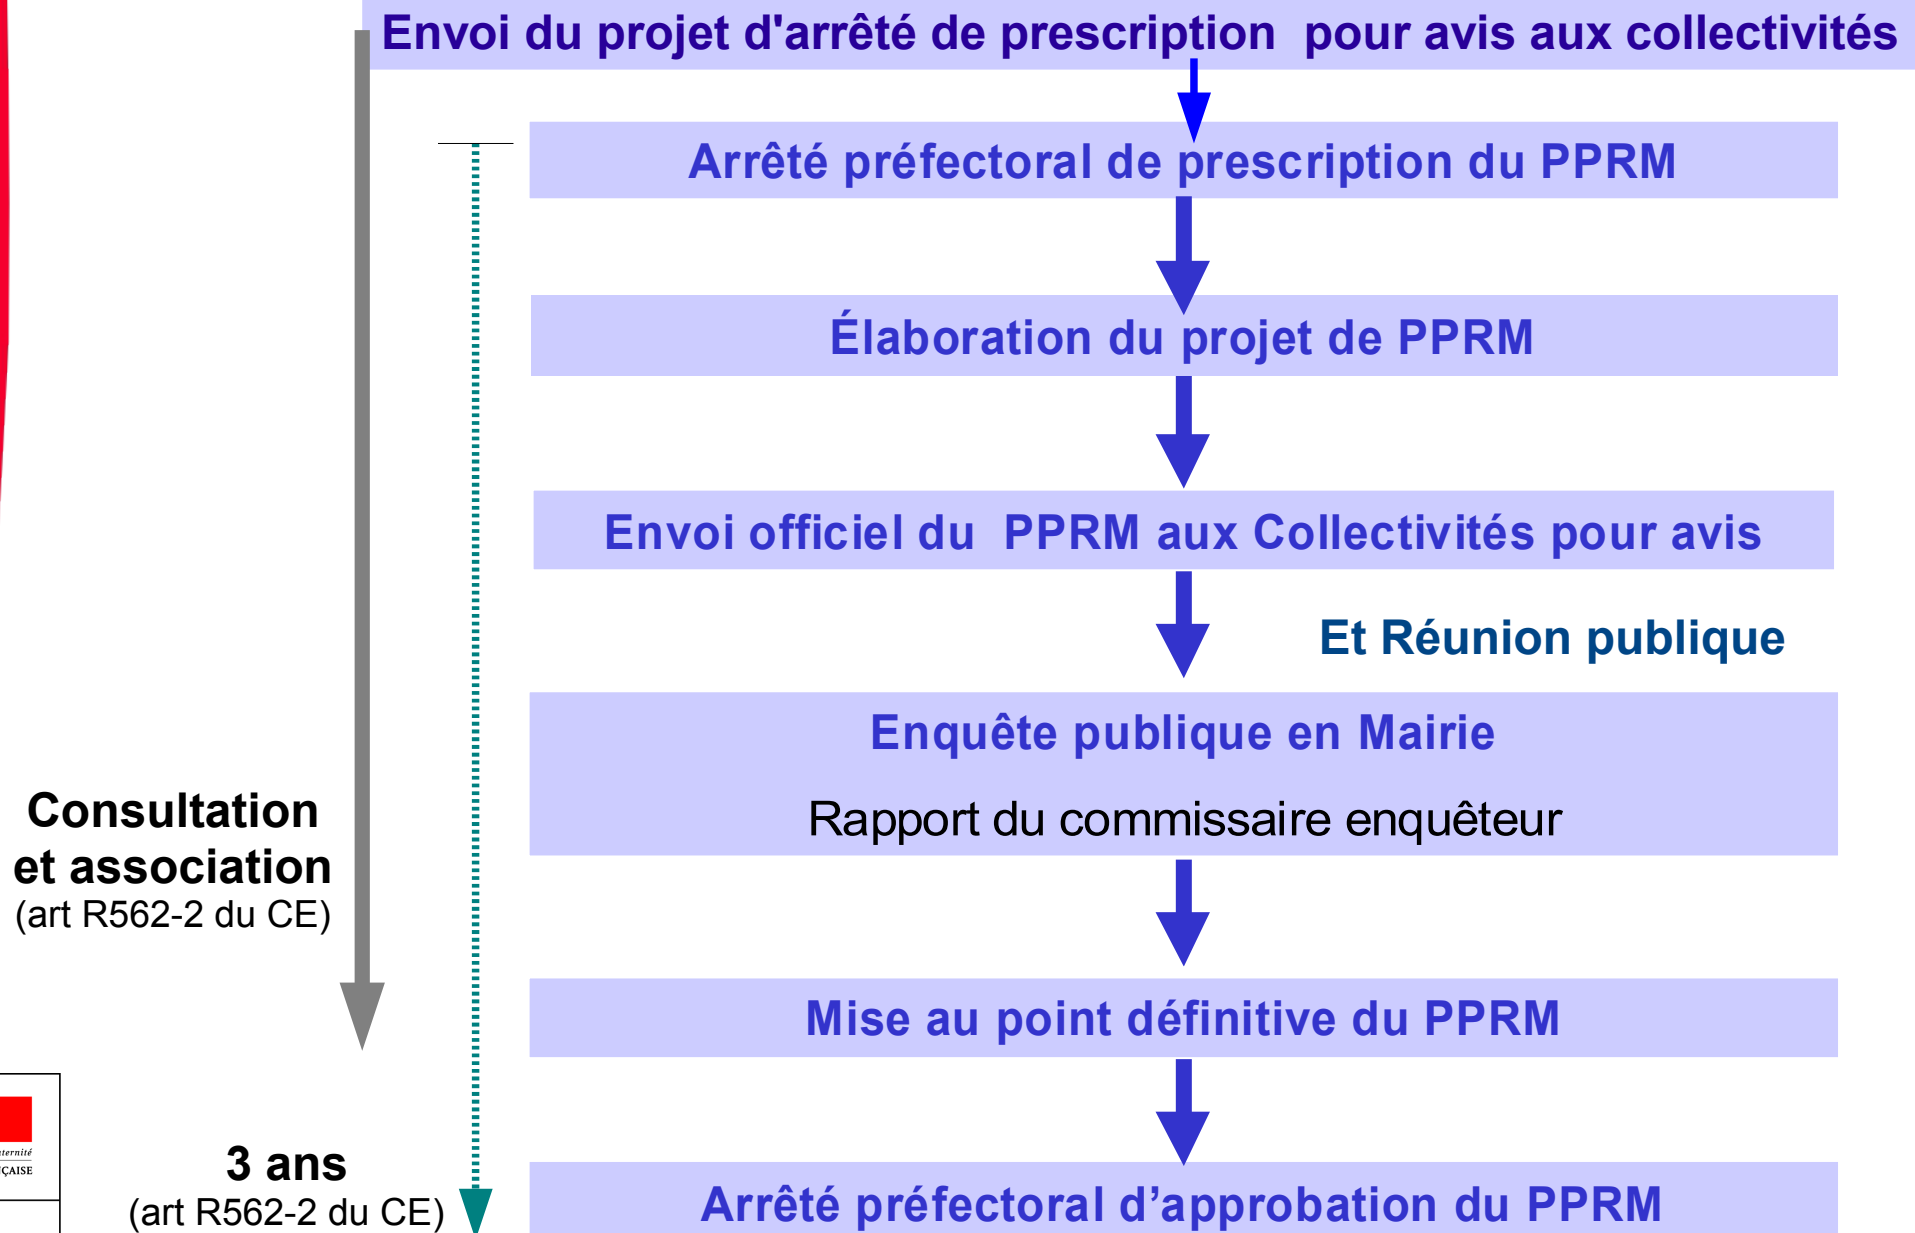 Envoi du projet d'arrêté de prescription pour avis aux collectivités
Arrêté préfectoral de prescription du PPRM
Élaboration du projet de PPRM
Envoi officiel du PPRM aux Collectivités pour avis
Et Réunion publique
Enquête publique en Mairie
Rapport du commissaire enquêteur
Consultation
et association
(art R562-2 du CE)
Mise au point définitive du PPRM
3 ans
(art R562-2 du CE)
Arrêté préfectoral d’approbation du PPRM